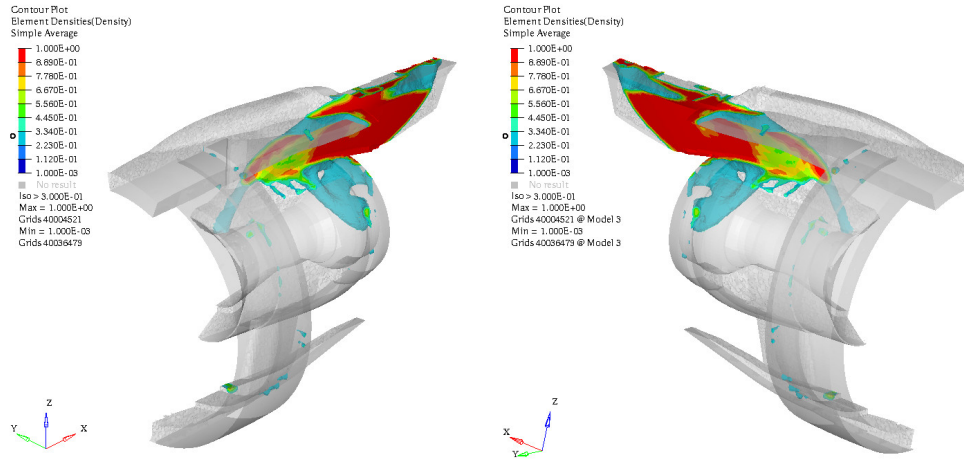 Contour Plot
Element Densities(Density)
Simple Average
1.000E+00
8.890E-01
7.780E-01
6.670E-01
5.560E-01
4.450E-01
3.340E-01
2.230E-01
1.120E-01
1.000E-03
No result
Iso > 3.000E-01
Max = 1.000E+00
Grids 40004521
Min = 1.000E-03
Grids 40036479
Z
Y
X
Contour Plot
Element Densities(Density)
Simple Average
1.000E+00
8.890E-01
7.780E-01
6.670E-01
5.560E-01
4.450E-01
3.340E-01
2.230E-01
1.120E-01
1.000E-03
No result
Iso > 3.000E-01
Max = 1.000E+00
Grids 40004521 @ Model 3
Min = 1.000E-03
Grids 40036479 @ Model 3
Z
X
Y